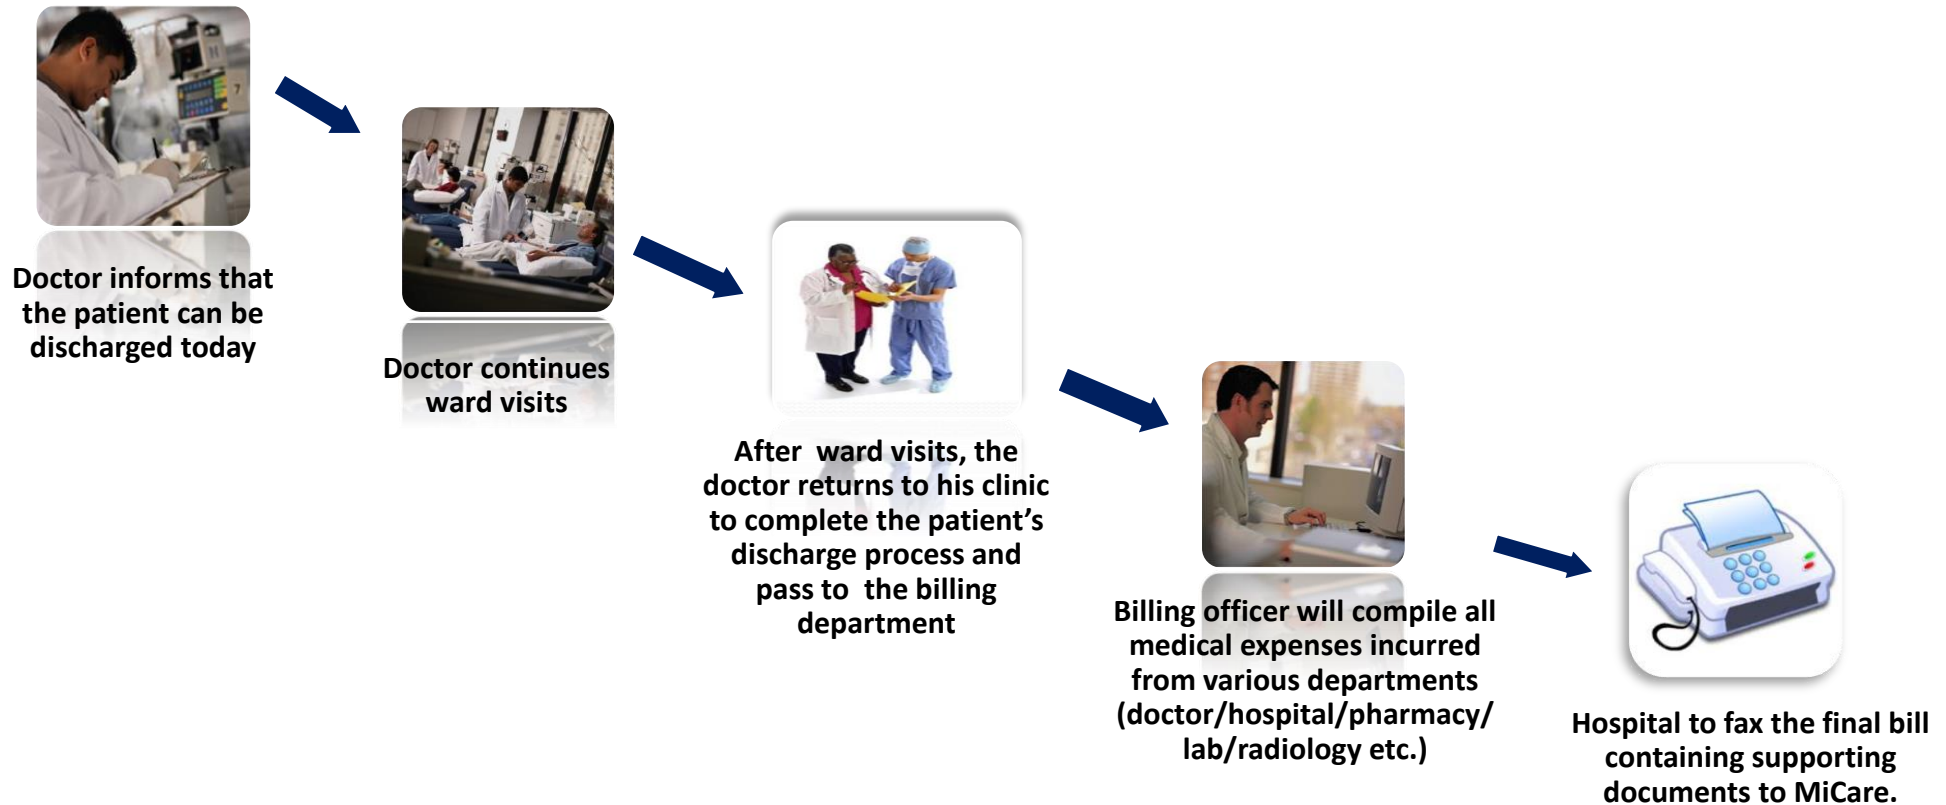 Doctor informs that
the patient can be
discharged today
Doctor continues
ward visits
After ward visits, the
doctor returns to his clinic
to complete the patient’s
discharge process and
pass to the billing
department
Billing officer will compile all
medical expenses incurred
from various departments
(doctor/hospital/pharmacy/
lab/radiology etc.)
Hospital to fax the final bill
containing supporting
documents to MiCare.